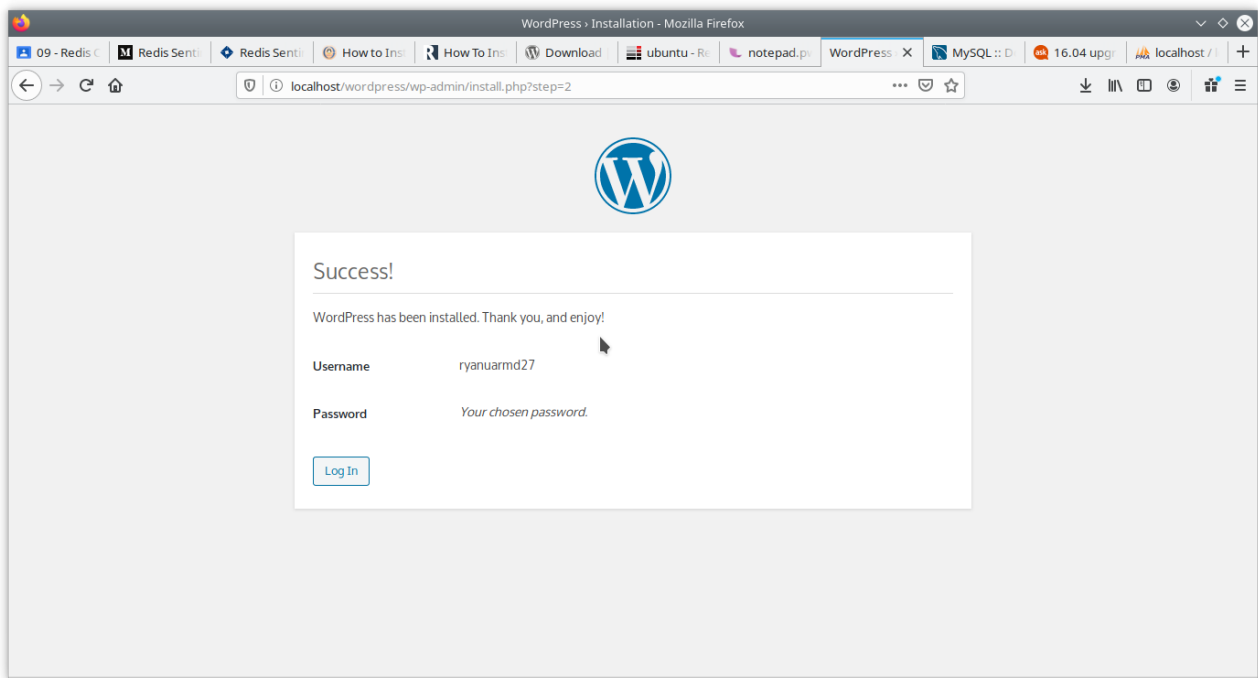 WordPress › Installation - Mozilla Firefox
09 - Redis Redis Senti Redis Senti How to Ins How To Ins Download ubuntu - Re notepad.pw WordPress MySQL :: D 16.04 upgr localhost /
localhost/wordpress/wp-admin/install.php?step=2
Success!
WordPress has been installed. Thank you, and enjoy!
Username ryanuarmd27
Password Your chosen password.
Log In